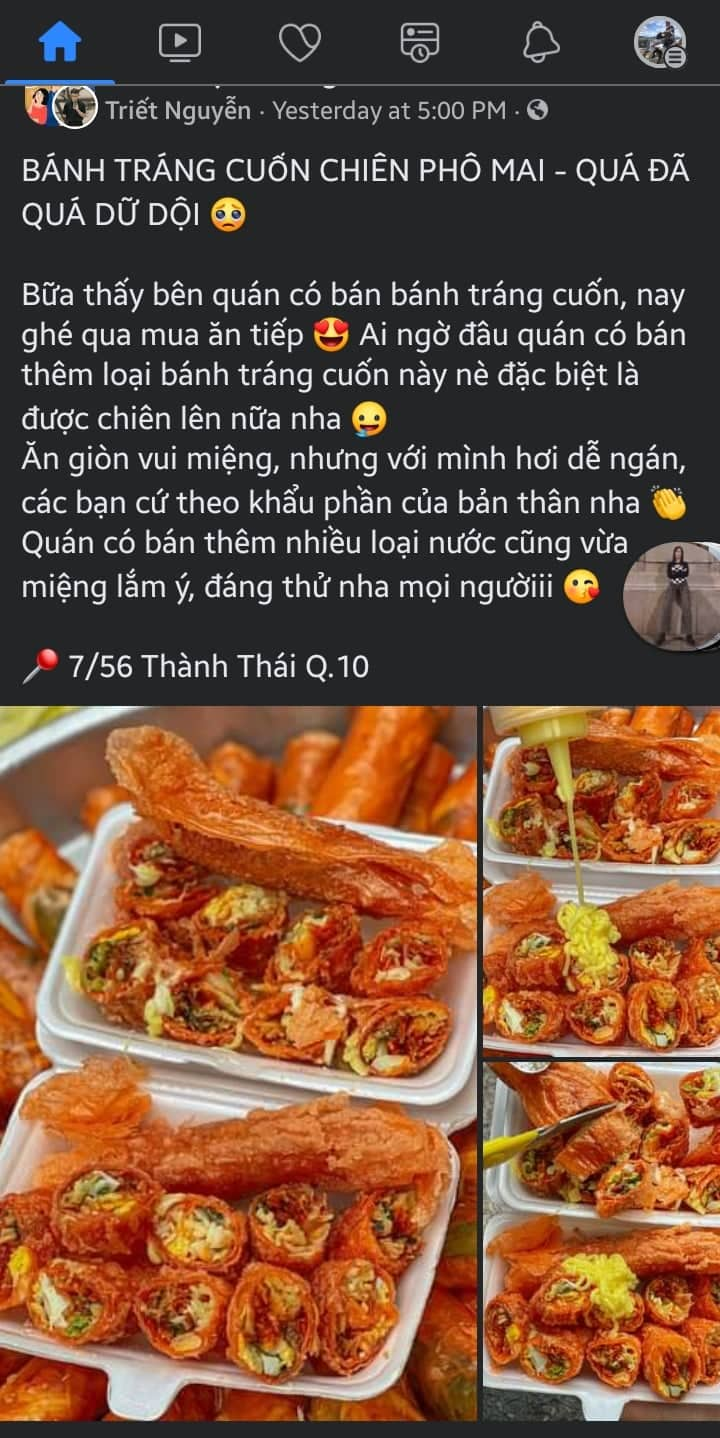 Triết Nguyễn · Yesterday at 5:00 PM ·
BÁNH TRÁNG CUỐN CHIÊN PHÔ MAI - QUÁ ĐÃ
QUÁ DỮ DỘI 🥺
Bữa thấy bên quán có bán bánh tráng cuốn, nay
ghé qua mua ăn tiếp 😍 Ai ngờ đâu quán có bán
thêm loại bánh tráng cuốn này nè đặc biệt là
được chiên lên nữa nha 🤤
Ăn giòn vui miệng, nhưng với mình hơi dễ ngán,
các bạn cứ theo khẩu phần của bản thân nha 👏
Quán có bán thêm nhiều loại nước cũng vừa
miệng lắm ý, đáng thử nha mọi ngườiii 😘
📍 7/56 Thành Thái Q.10